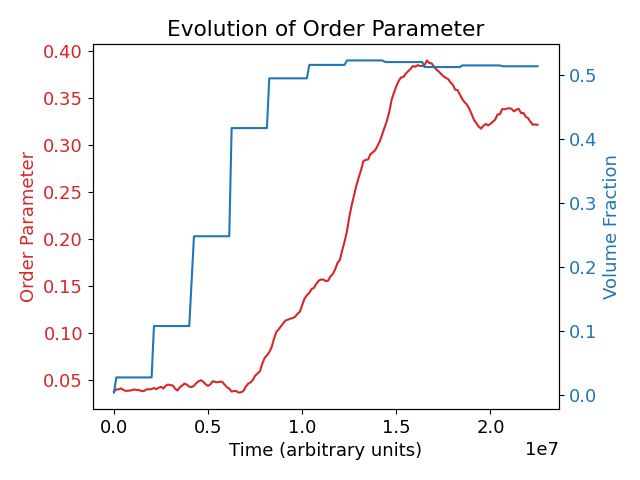 Evolution of Order Parameter
Order Parameter
0.40
0.35
0.30
0.25
0.20
0.15
0.10
0.05
0.5
0.4
0.3
0.2
0.1
0.0
Volume Fraction
0.0 0.5 1.0 1.5 2.0
Time (arbitrary units)
1e7